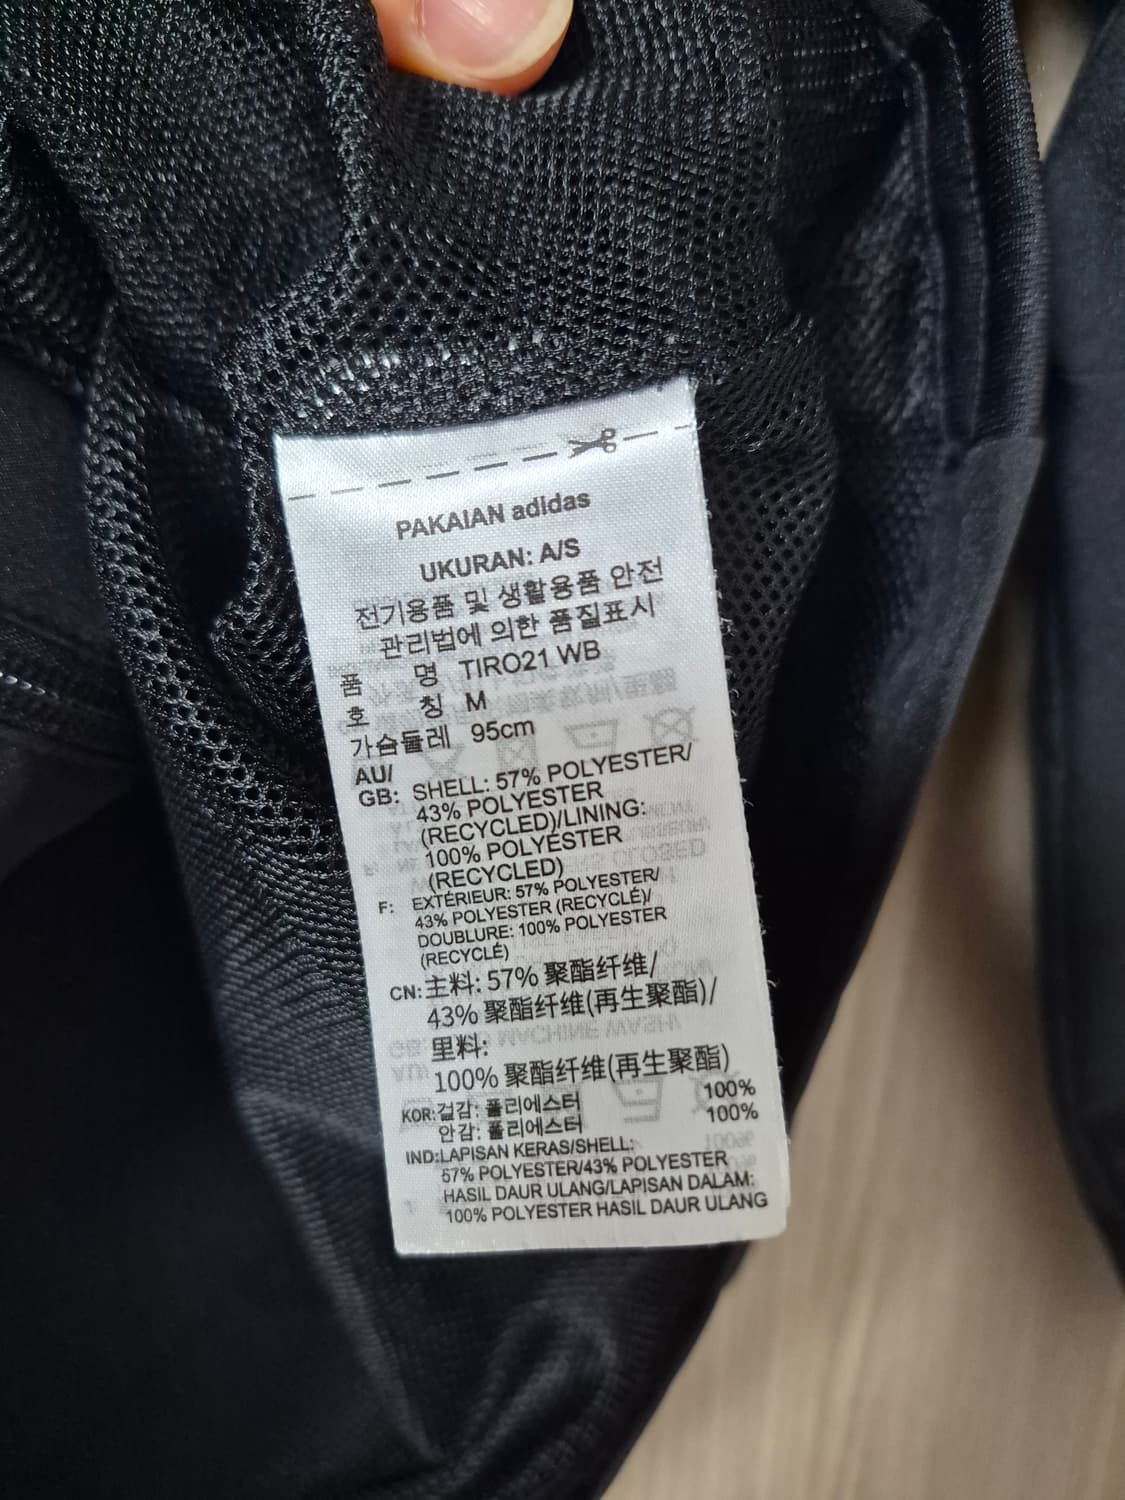 PAKAIAN adidas
UKURAN: A/S
전기용품 및 생활용품 안전
관리법에 의한 품질표시
품 명 TIRO21 WB
호 칭 M
가슴둘레 95cm
AU/
GB: SHELL: 57% POLYESTER/
43% POLYESTER
(RECYCLED)/LINING:
100% POLYESTER
(RECYCLED)
F: EXTÉRIEUR: 57% POLYESTER/
43% POLYESTER (RECYCLÉ)/
DOUBLURE: 100% POLYESTER
(RECYCLÉ)
CN: 主料: 57% 聚酯纤维/
43% 聚酯纤维(再生聚酯)/
里料:
100% 聚酯纤维(再生聚酯)
KOR: 겉감: 폴리에스터 100%
안감: 폴리에스터 100%
IND:LAPISAN KERAS/SHELL:
57% POLYESTER/43% POLYESTER
HASIL DAUR ULANG/LAPISAN DALAM:
100% POLYESTER HASIL DAUR ULANG